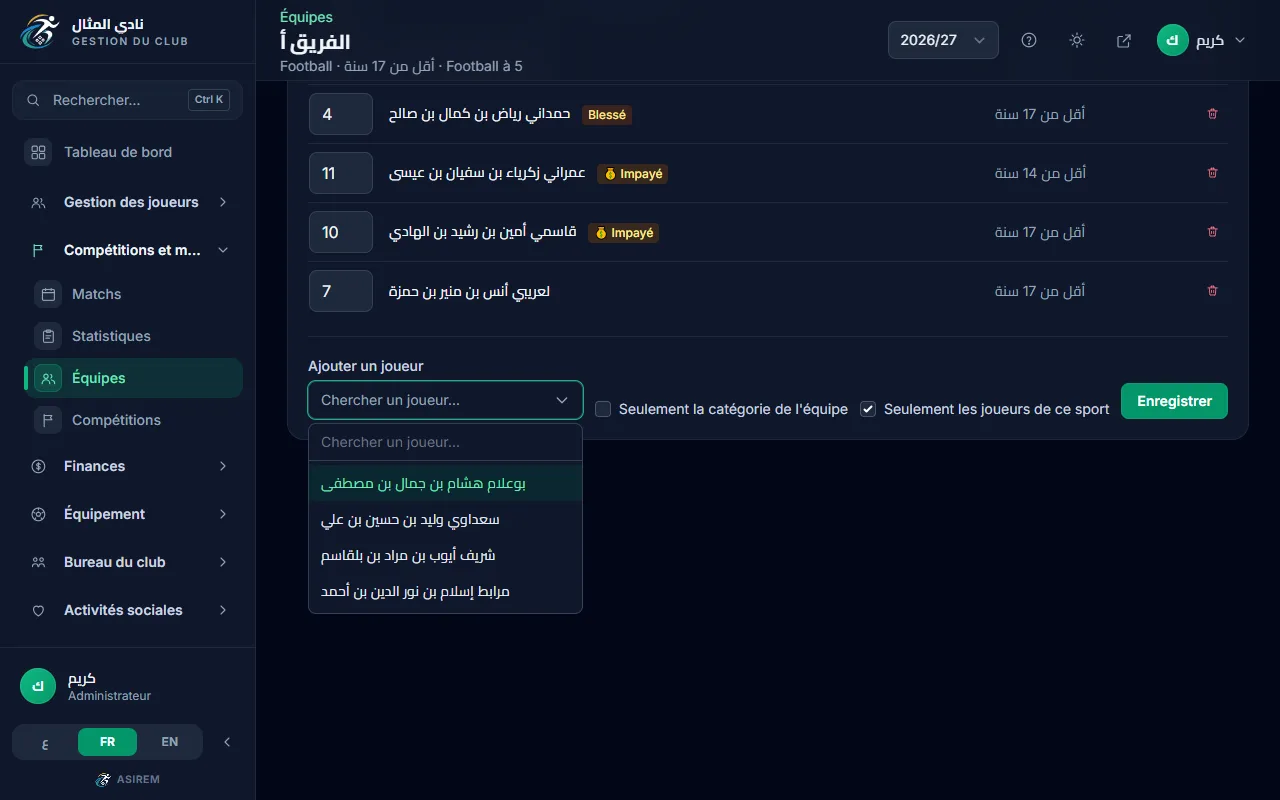 نادي المثال
GESTION DU CLUB
Rechercher...
Ctrl K
Tableau de bord
Gestion des joueurs
Compétitions et m...
Matchs
Statistiques
Équipes
Compétitions
Finances
Équipement
Bureau du club
Activités sociales
كريم
Administrateur
ع
FR
EN
ASIREM
Équipes
الفريق أ
Football · أقل من 17 سنة · Football à 5
2026/27
ك كريم
4 حمداني رياض بن كمال بن صالح Blessé أقل من 17 سنة
11 عمراني زكرياء بن سفيان بن عيسى Impayé أقل من 14 سنة
10 قاسمي أمين بن رشيد بن الهادي Impayé أقل من 17 سنة
7 لعريبي أنس بن منير بن حمزة أقل من 17 سنة
Ajouter un joueur
Chercher un joueur...
Seulement la catégorie de l'équipe
Seulement les joueurs de ce sport
Enregistrer
Chercher un joueur...
بوعلام هشام بن جمال بن مصطفى
سعداوي وليد بن حسين بن علي
شريف أيوب بن مراد بن بلقاسم
مرابط إسلام بن نور الدين بن أحمد